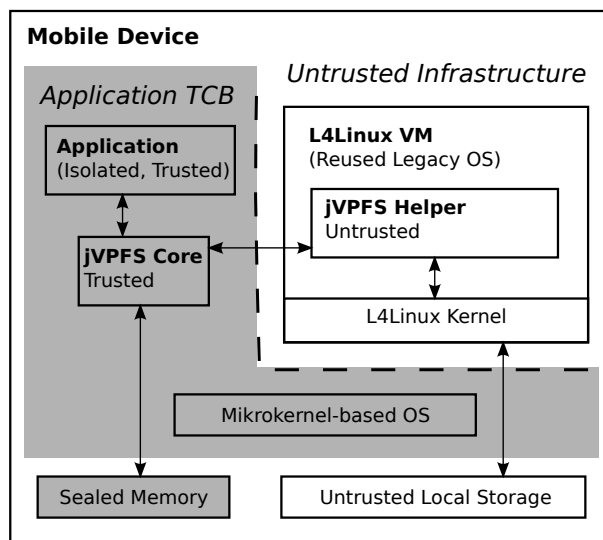 Mobile Device
Application TCB
Untrusted Infrastructure
Application
(Isolated, Trusted)
L4Linux VM
(Reused Legacy OS)
jVPFS Helper
Untrusted
jVPFS Core
Trusted
L4Linux Kernel
Mikrokernel-based OS
Sealed Memory
Untrusted Local Storage